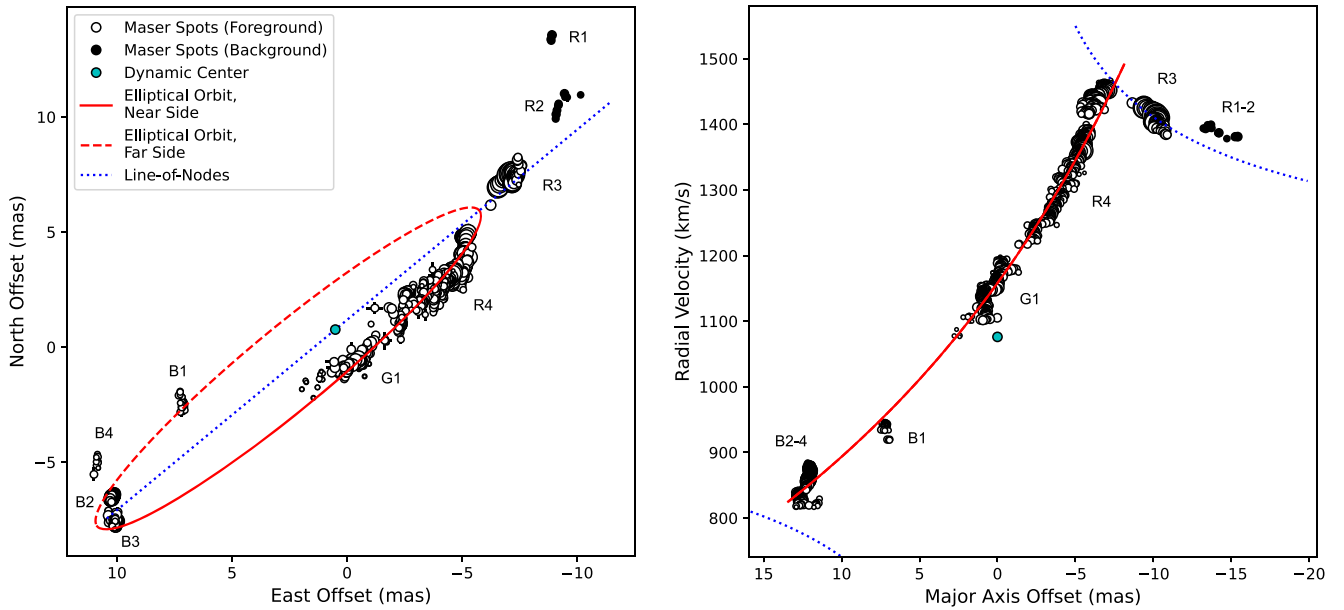 Maser Spots (Foreground)
Maser Spots (Background)
Dynamic Center
Elliptical Orbit,
Near Side
Elliptical Orbit,
Far Side
Line-of-Nodes
R1
R2
R3
R4
G1
B1
B4
B2
B3
10
5
0
−5
10
5
0
−5
−10
North Offset (mas)
East Offset (mas)
R3
R1-2
R4
G1
B1
B2-4
1500
1400
1300
1200
1100
1000
900
800
15
10
5
0
−5
−10
−15
−20
Radial Velocity (km/s)
Major Axis Offset (mas)